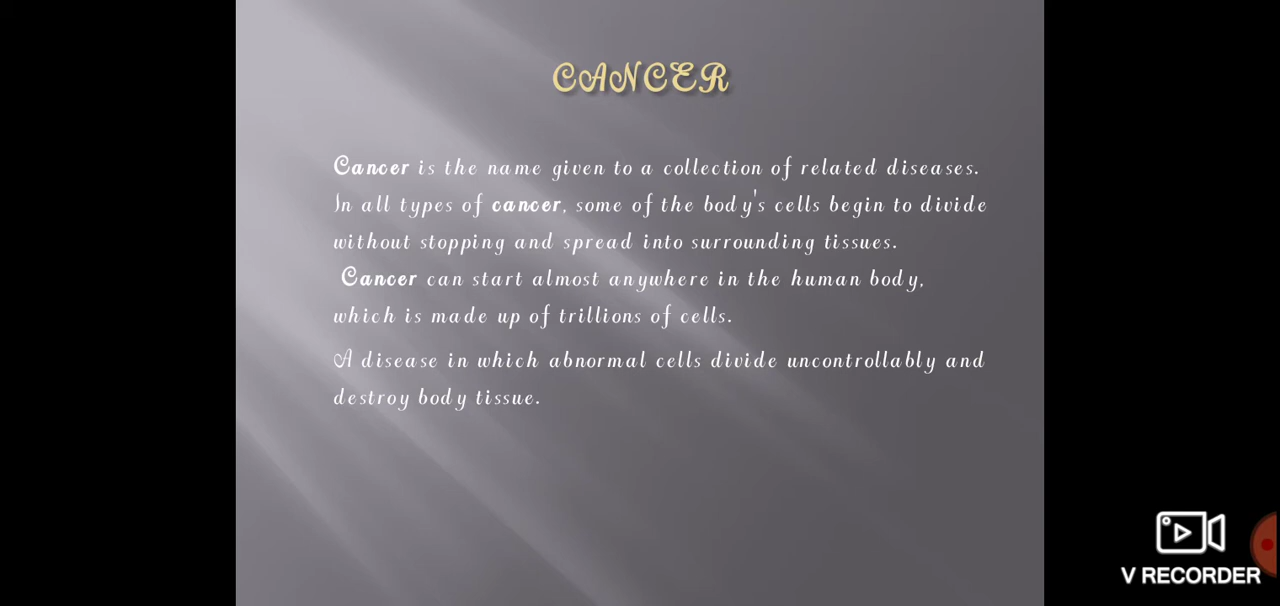 CANCER
Cancer is the name given to a collection of related diseases.
In all types of cancer, some of the body's cells begin to divide
without stopping and spread into surrounding tissues.
Cancer can start almost anywhere in the human body,
which is made up of trillions of cells.
A disease in which abnormal cells divide uncontrollably and
destroy body tissue.
V RECORDER